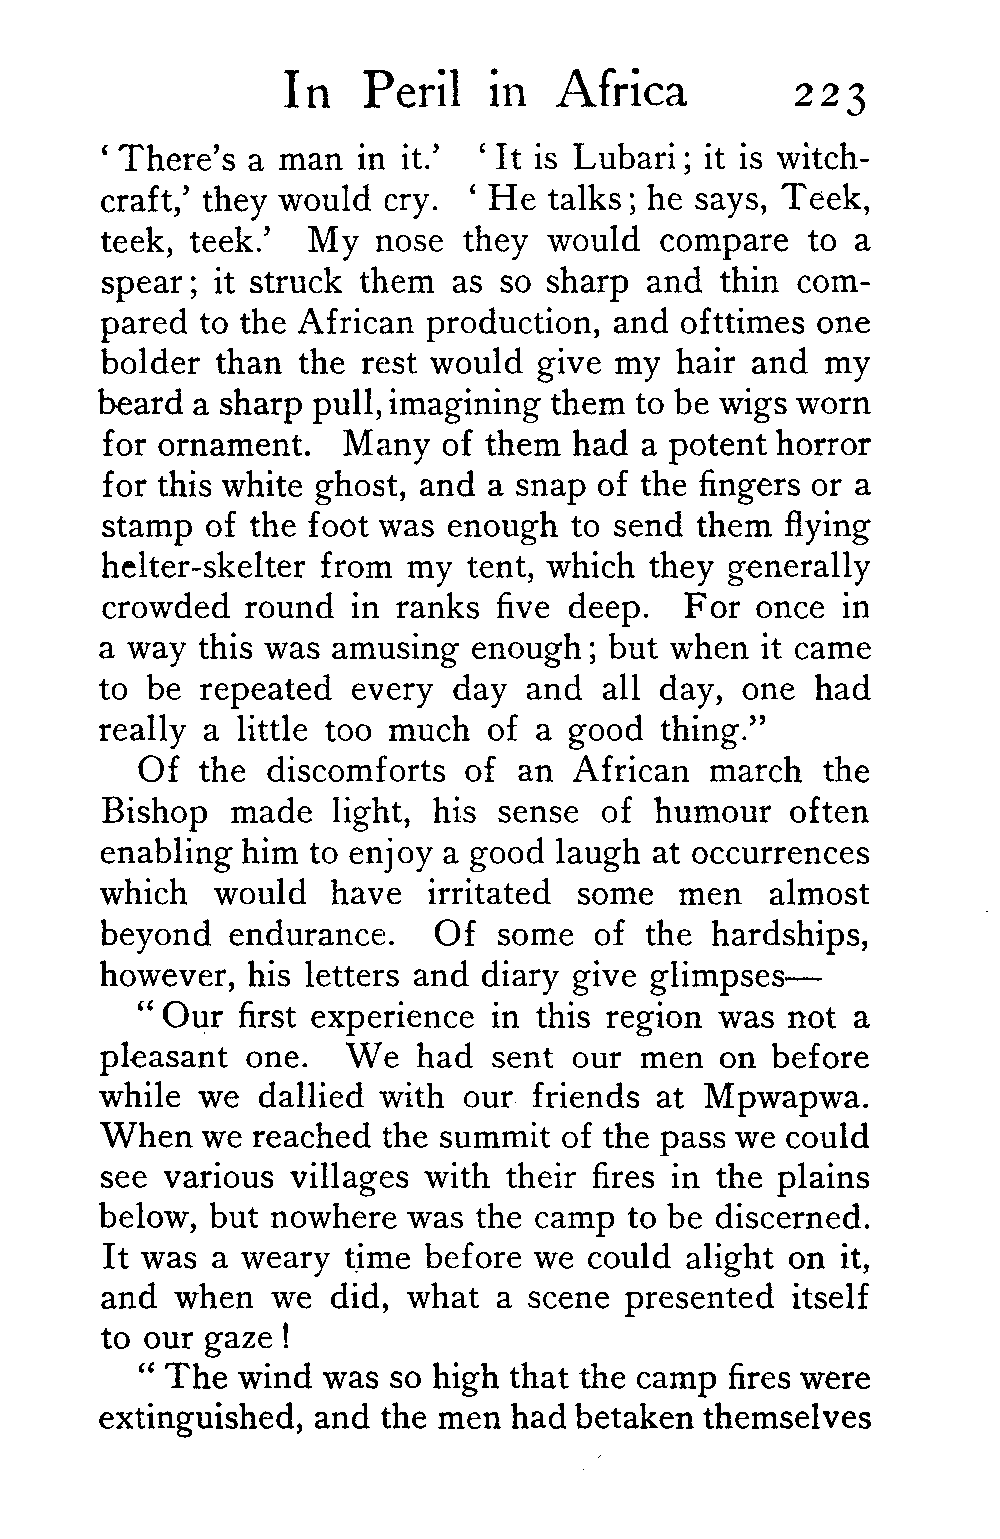 In Peril in Africa 223
‘ There’s a man in it.’ ‘ It is Lubari; it is witch-
craft,’ they would cry. ‘ He talks; he says, Teek,
teek, teek.’ My nose they would compare to a
spear; it struck them as so sharp and thin com-
pared to the African production, and ofttimes one
bolder than the rest would give my hair and my
beard a sharp pull, imagining them to be wigs worn
for ornament. Many of them had a potent horror
for this white ghost, and a snap of the fingers or a
stamp of the foot was enough to send them flying
helter-skelter from my tent, which they generally
crowded round in ranks five deep. For once in
a way this was amusing enough; but when it came
to be repeated every day and all day, one had
really a little too much of a good thing.”
Of the discomforts of an African march the
Bishop made light, his sense of humour often
enabling him to enjoy a good laugh at occurrences
which would have irritated some men almost
beyond endurance. Of some of the hardships,
however, his letters and diary give glimpses—
“ Our first experience in this region was not a
pleasant one. We had sent our men on before
while we dallied with our friends at Mpwapwa.
When we reached the summit of the pass we could
see various villages with their fires in the plains
below, but nowhere was the camp to be discerned.
It was a weary time before we could alight on it,
and when we did, what a scene presented itself
to our gaze !
“ The wind was so high that the camp fires were
extinguished, and the men had betaken themselves